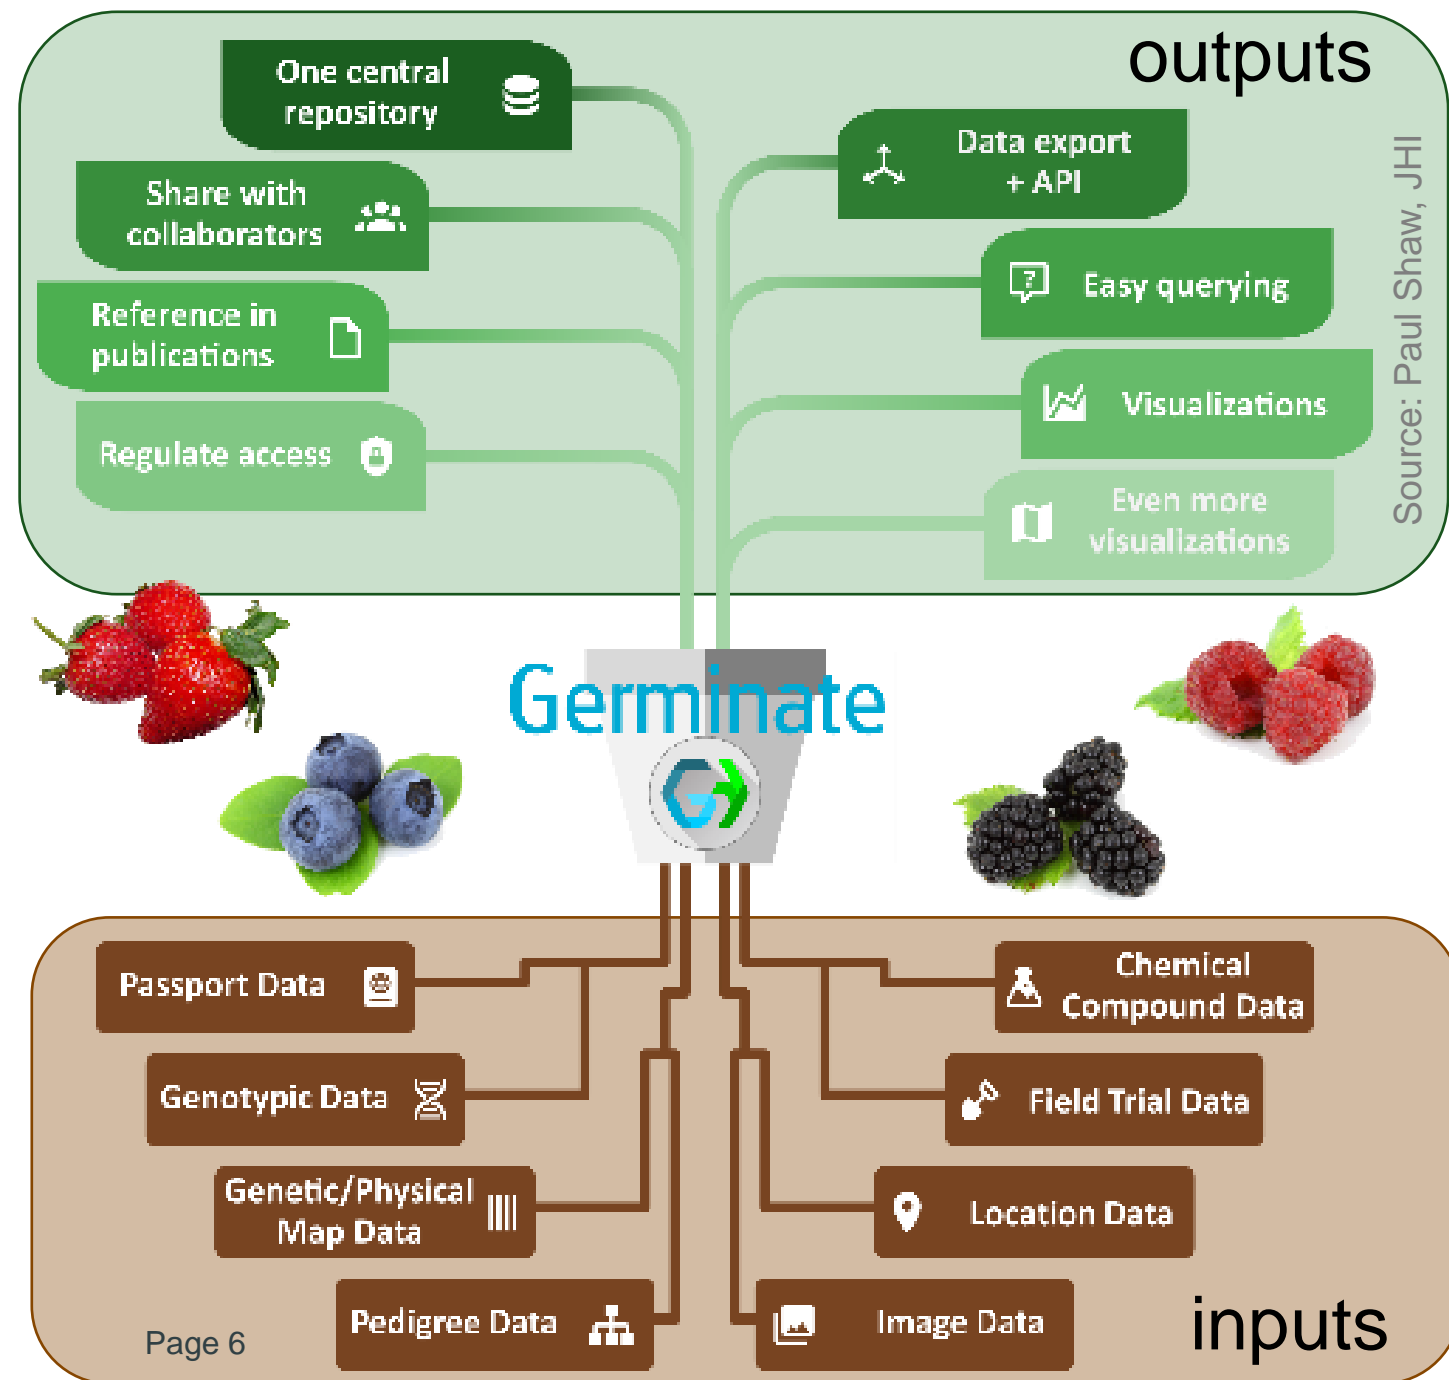 outputs
One central
repository
Share with
collaborators
Reference in
publications
Regulate access
Data export
+ API
Easy querying
Visualizations
Even more
visualizations
Source: Paul Shaw, JHI
Germinate
Passport Data
Genotypic Data
Genetic/Physical
Map Data
Pedigree Data
Chemical
Compound Data
Field Trial Data
Location Data
Image Data
inputs
Page 6